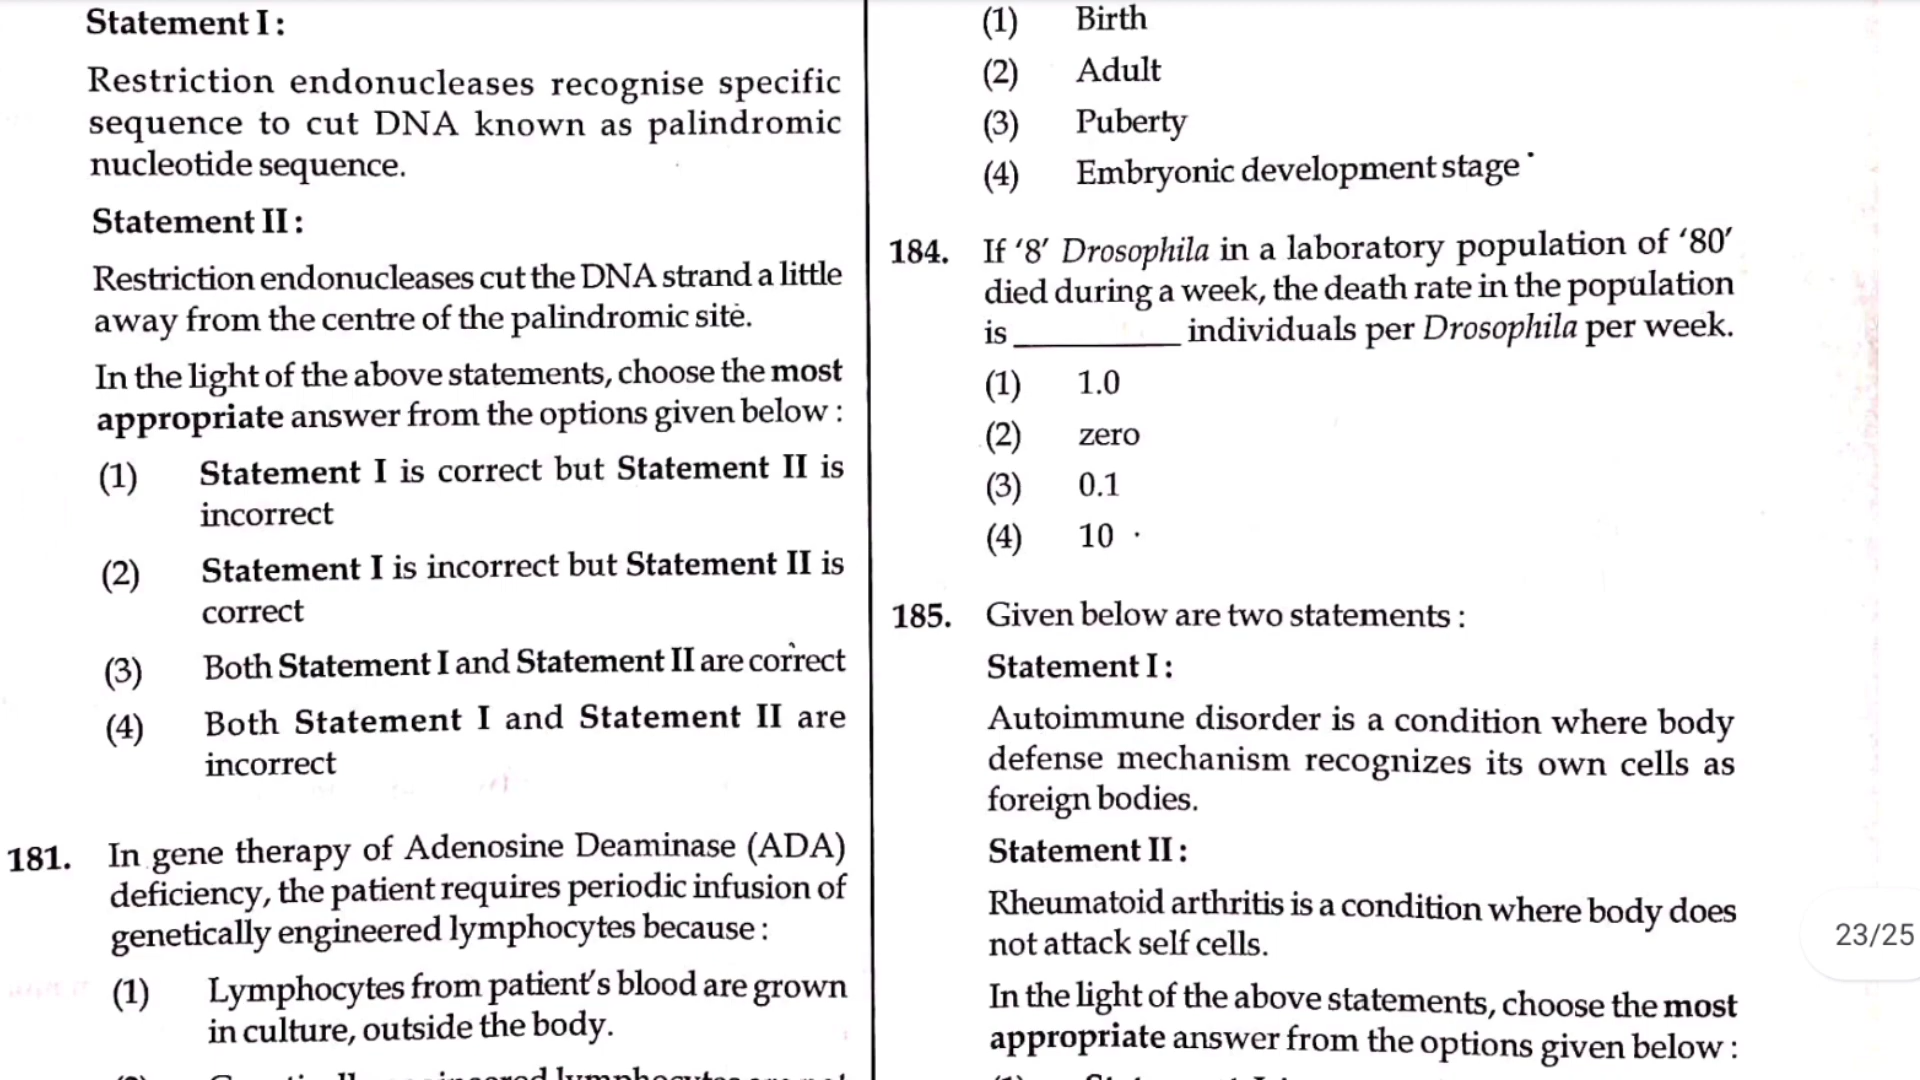 Statement I :
Restriction endonucleases recognise specific
sequence to cut DNA known as palindromic
nucleotide sequence.
Statement II :
Restriction endonucleases cut the DNA strand a little
away from the centre of the palindromic site.
In the light of the above statements, choose the most
appropriate answer from the options given below :
(1) Statement I is correct but Statement II is
incorrect
(2) Statement I is incorrect but Statement II is
correct
(3) Both Statement I and Statement II are correct
(4) Both Statement I and Statement II are
incorrect
181. In gene therapy of Adenosine Deaminase (ADA)
deficiency, the patient requires periodic infusion of
genetically engineered lymphocytes because :
(1) Lymphocytes from patient's blood are grown
in culture, outside the body.
(1) Birth
(2) Adult
(3) Puberty
(4) Embryonic development stage
184. If '8' Drosophila in a laboratory population of '80'
died during a week, the death rate in the population
is __________ individuals per Drosophila per week.
(1) 1.0
(2) zero
(3) 0.1
(4) 10
185. Given below are two statements :
Statement I :
Autoimmune disorder is a condition where body
defense mechanism recognizes its own cells as
foreign bodies.
Statement II :
Rheumatoid arthritis is a condition where body does
not attack self cells.
In the light of the above statements, choose the most
appropriate answer from the options given below :
23/25